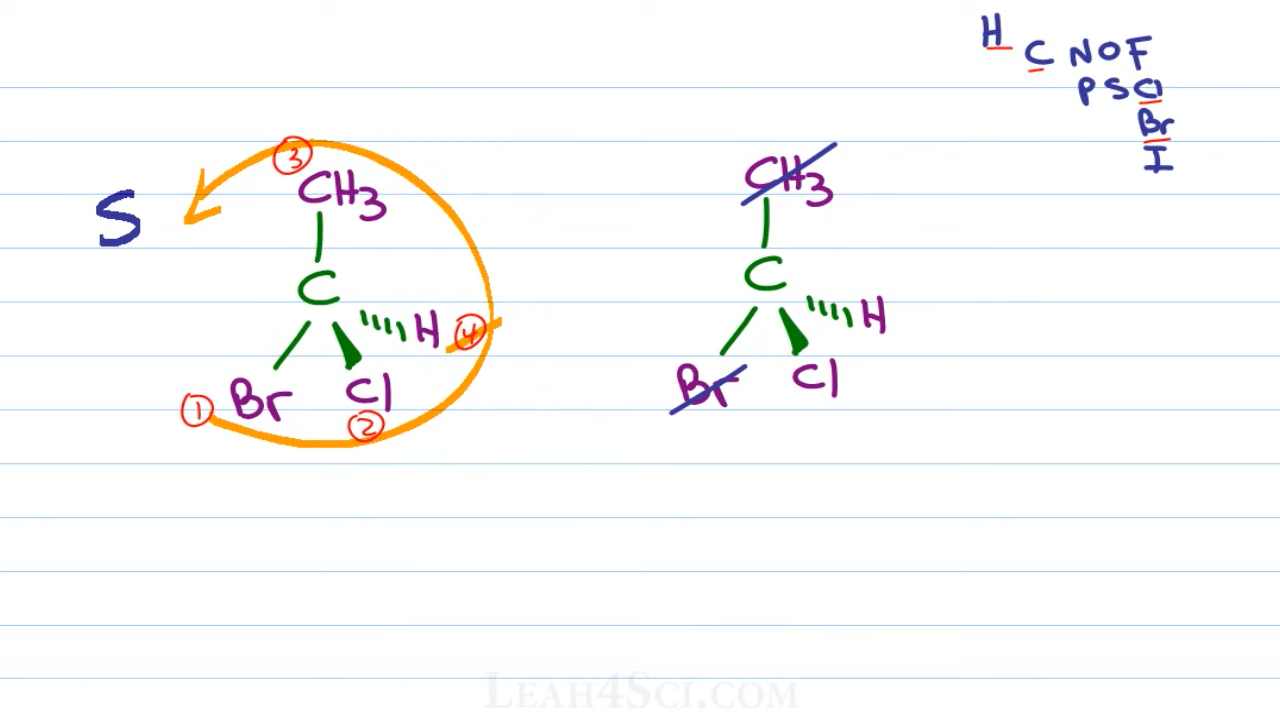 H
C N O F
P S Cl
Br
I
S
③
CH3
C
H ④
Br Cl
① ②
CH3
C
H
Br Cl
LEAH4SCI.COM